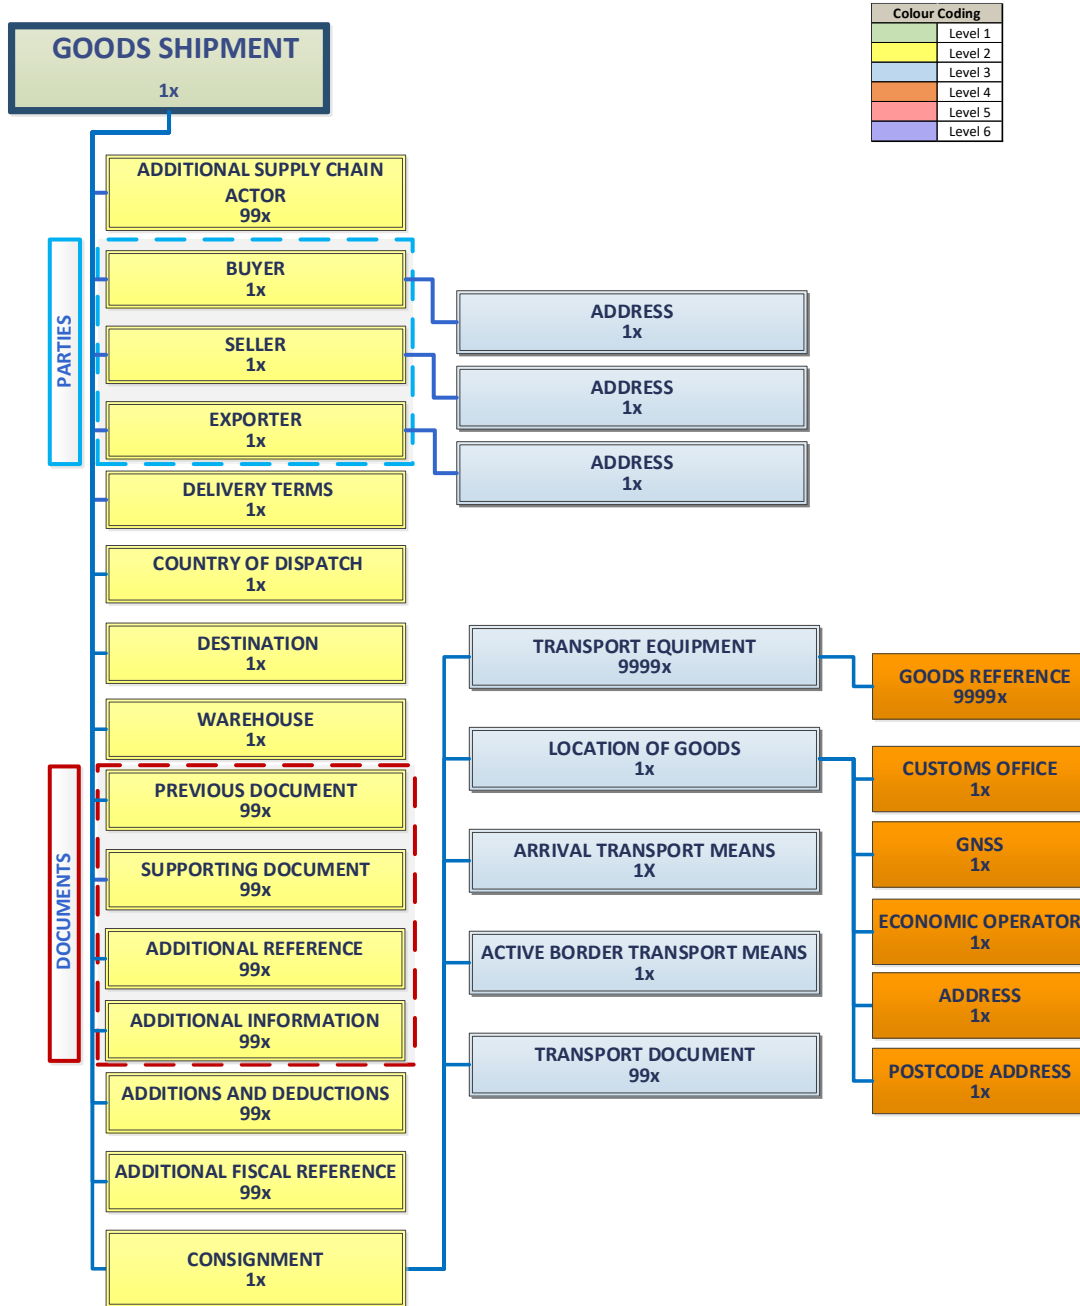 GOODS SHIPMENT
1x
Colour Coding
Level 1
Level 2
Level 3
Level 4
Level 5
Level 6
ADDITIONAL SUPPLY CHAIN
ACTOR
99x
PARTIES
BUYER
1x
ADDRESS
1x
SELLER
1x
ADDRESS
1x
EXPORTER
1x
ADDRESS
1x
DELIVERY TERMS
1x
COUNTRY OF DISPATCH
1x
DESTINATION
1x
WAREHOUSE
1x
DOCUMENTS
PREVIOUS DOCUMENT
99x
SUPPORTING DOCUMENT
99x
ADDITIONAL REFERENCE
99x
ADDITIONAL INFORMATION
99x
ADDITIONS AND DEDUCTIONS
99x
ADDITIONAL FISCAL REFERENCE
99x
CONSIGNMENT
1x
TRANSPORT EQUIPMENT
9999x
GOODS REFERENCE
9999x
LOCATION OF GOODS
1x
CUSTOMS OFFICE
1x
GNSS
1x
ECONOMIC OPERATOR
1x
ADDRESS
1x
POSTCODE ADDRESS
1x
ARRIVAL TRANSPORT MEANS
1X
ACTIVE BORDER TRANSPORT MEANS
1x
TRANSPORT DOCUMENT
99x